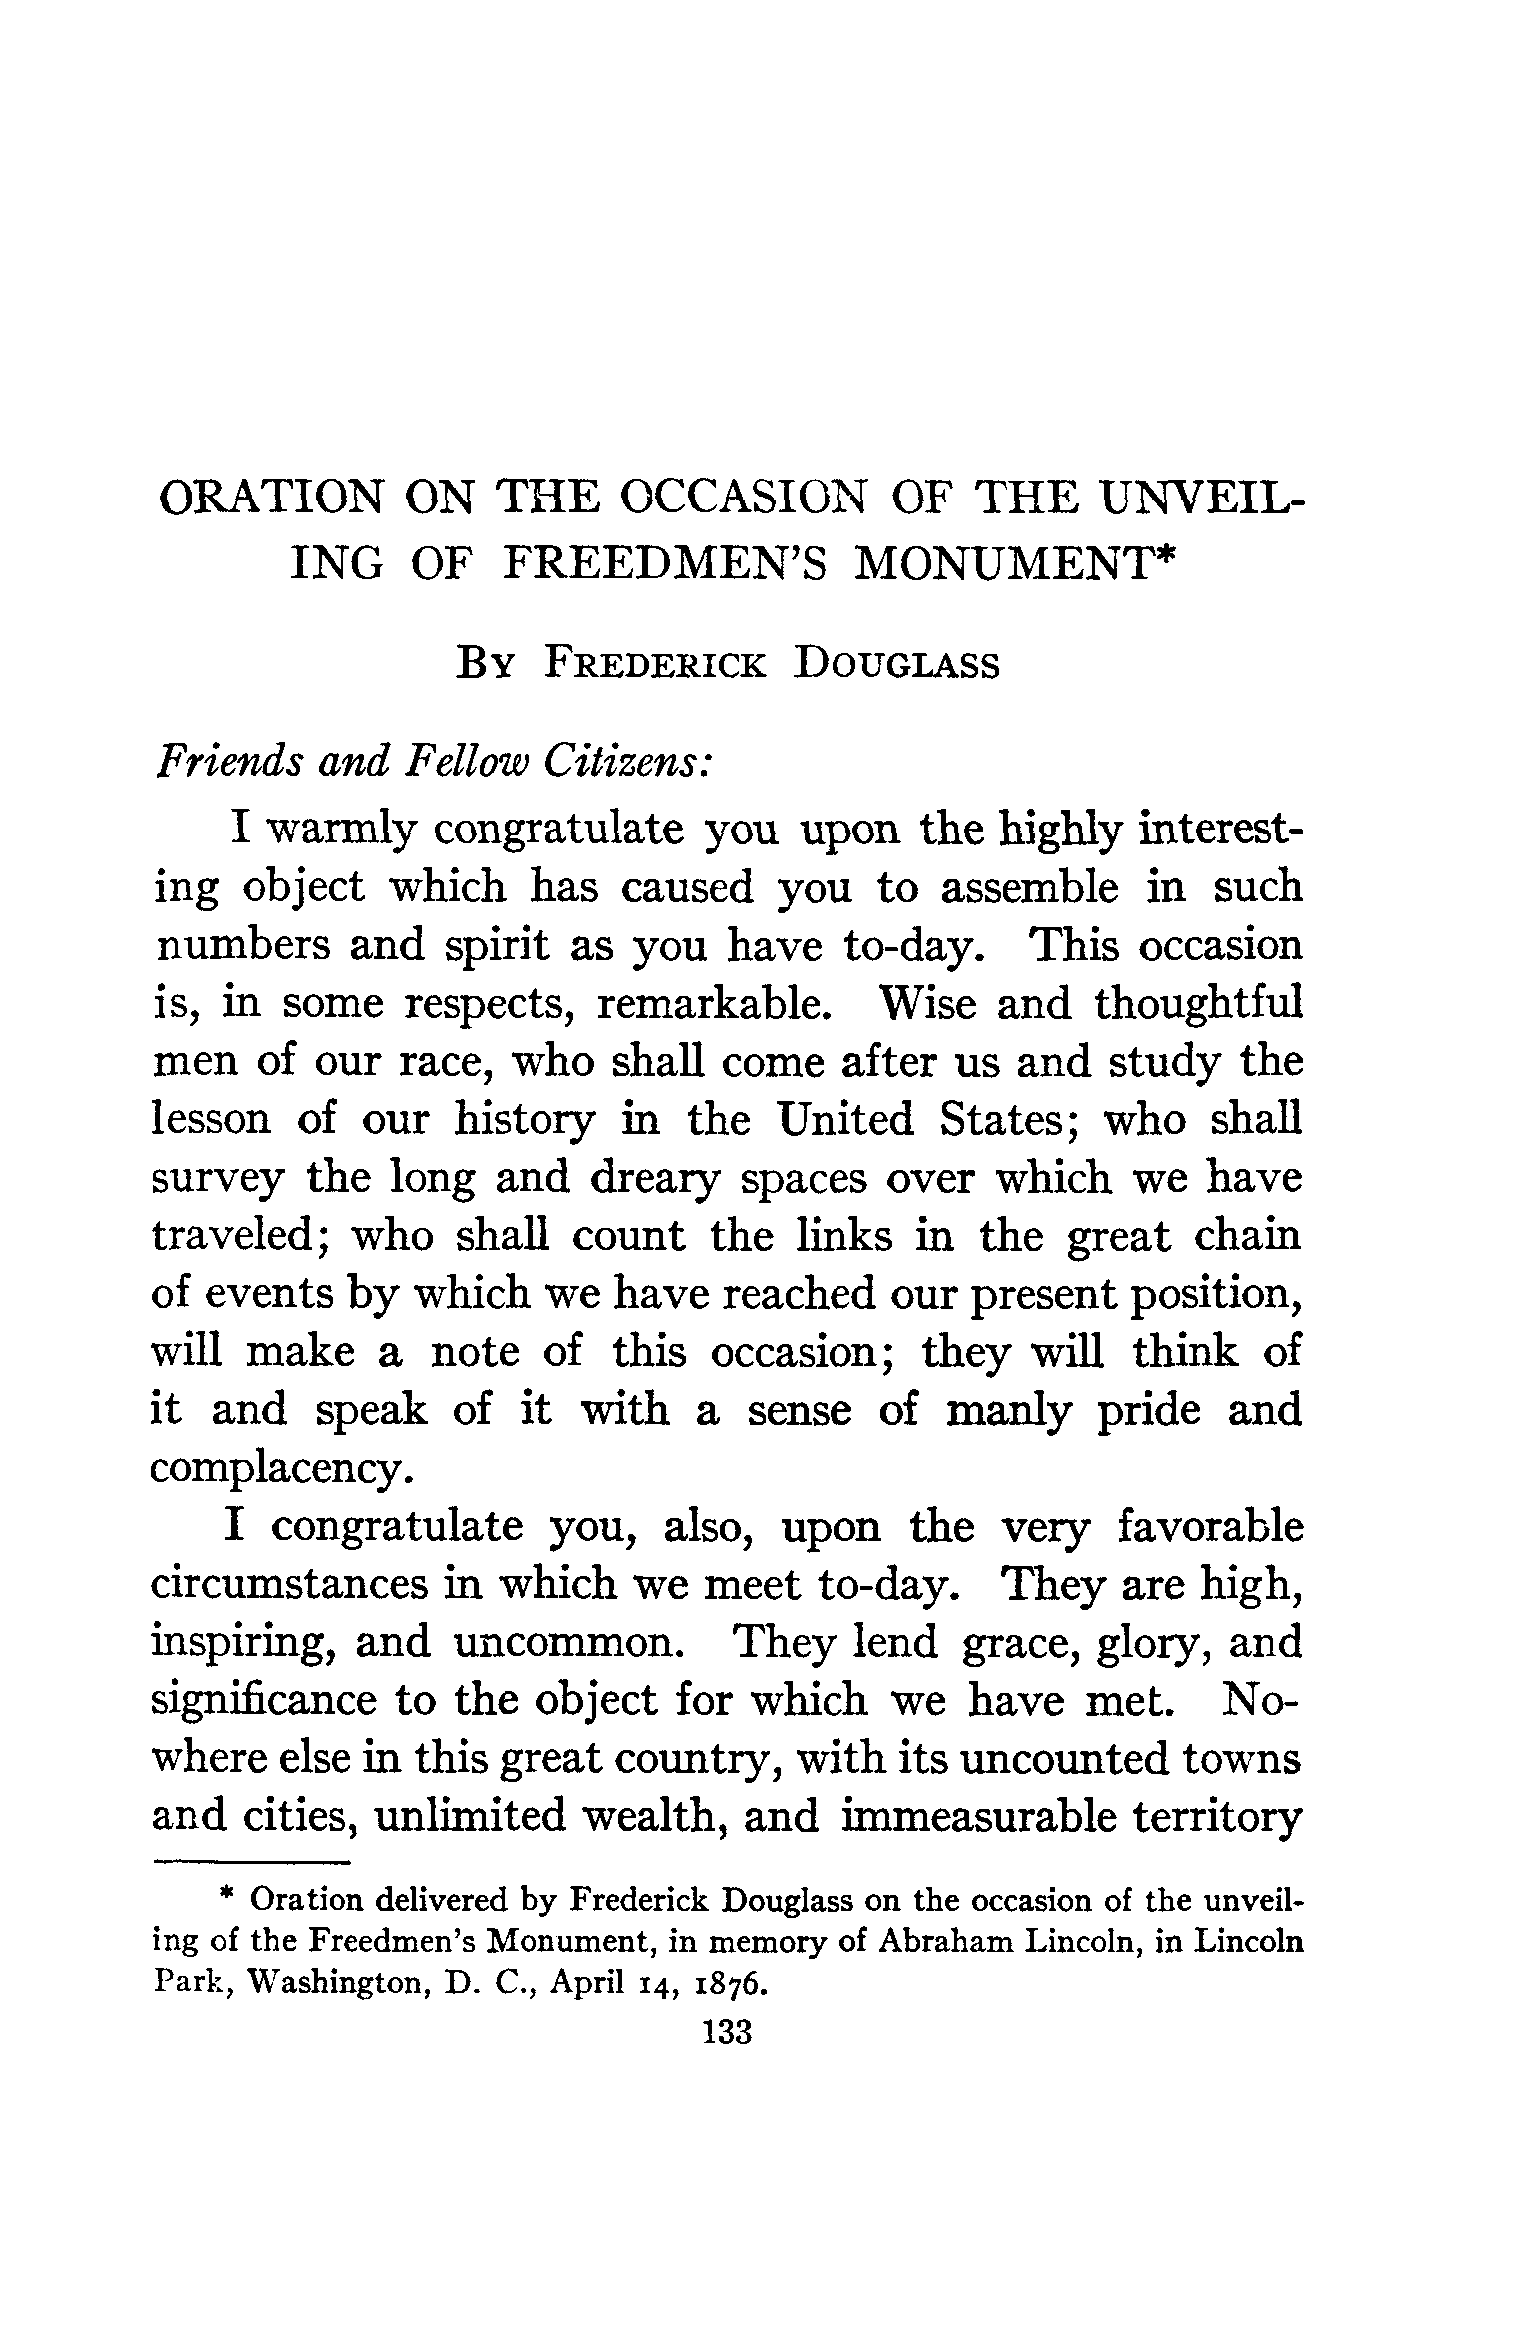 ORATION ON THE OCCASION OF THE UNVEIL-
ING OF FREEDMEN'S MONUMENT*
BY FREDERICK DOUGLASS
Friends and Fellow Citizens:
I warmly congratulate you upon the highly interest-
ing object which has caused you to assemble in such
numbers and spirit as you have to-day. This occasion
is, in some respects, remarkable. Wise and thoughtful
men of our race, who shall come after us and study the
lesson of our history in the United States; who shall
survey the long and dreary spaces over which we have
traveled; who shall count the links in the great chain
of events by which we have reached our present position,
will make a note of this occasion; they will think of
it and speak of it with a sense of manly pride and
complacency.
I congratulate you, also, upon the very favorable
circumstances in which we meet to-day. They are high,
inspiring, and uncommon. They lend grace, glory, and
significance to the object for which we have met. No-
where else in this great country, with its uncounted towns
and cities, unlimited wealth, and immeasurable territory
* Oration delivered by Frederick Douglass on the occasion of the unveil-
ing of the Freedmen's Monument, in memory of Abraham Lincoln, in Lincoln
Park, Washington, D. C., April 14, 1876.
133